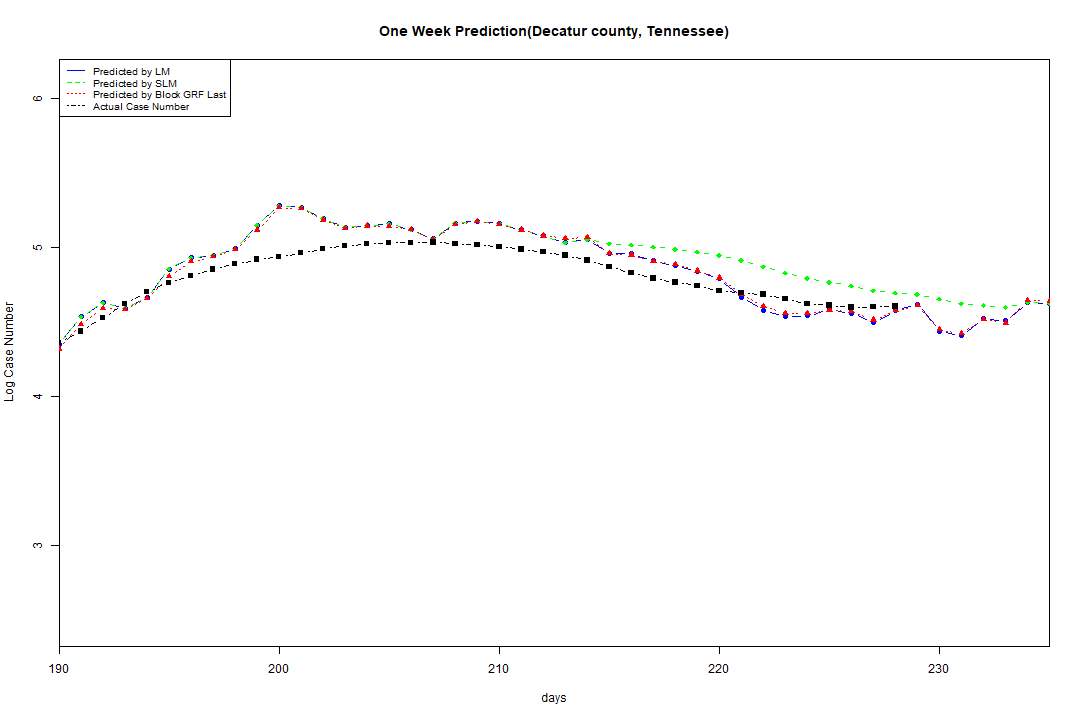 One Week Prediction(Decatur county, Tennessee)
Predicted by LM
Predicted by SLM
Predicted by Block GRF Last
Actual Case Number
6
5
4
3
Log Case Number
190 200 210 220 230
days